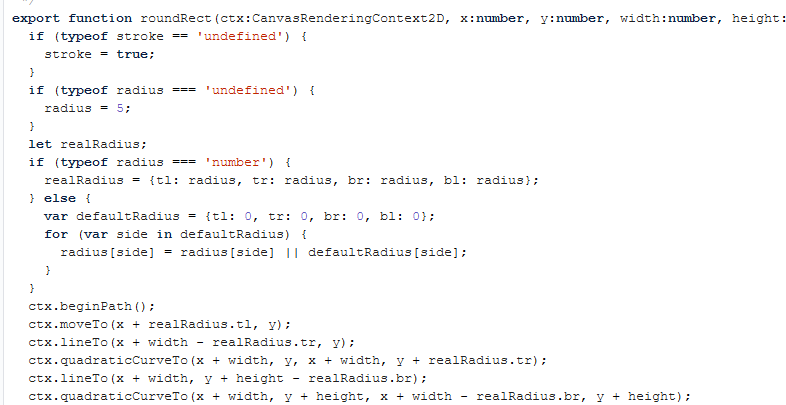 */
export function roundRect(ctx:CanvasRenderingContext2D, x:number, y:number, width:number, height:
if (typeof stroke == 'undefined') {
stroke = true;
}
if (typeof radius === 'undefined') {
radius = 5;
}
let realRadius;
if (typeof radius === 'number') {
realRadius = {tl: radius, tr: radius, br: radius, bl: radius};
} else {
var defaultRadius = {tl: 0, tr: 0, br: 0, bl: 0};
for (var side in defaultRadius) {
radius[side] = radius[side] || defaultRadius[side];
}
}
ctx.beginPath();
ctx.moveTo(x + realRadius.tl, y);
ctx.lineTo(x + width - realRadius.tr, y);
ctx.quadraticCurveTo(x + width, y, x + width, y + realRadius.tr);
ctx.lineTo(x + width, y + height - realRadius.br);
ctx.quadraticCurveTo(x + width, y + height, x + width - realRadius.br, y + height);